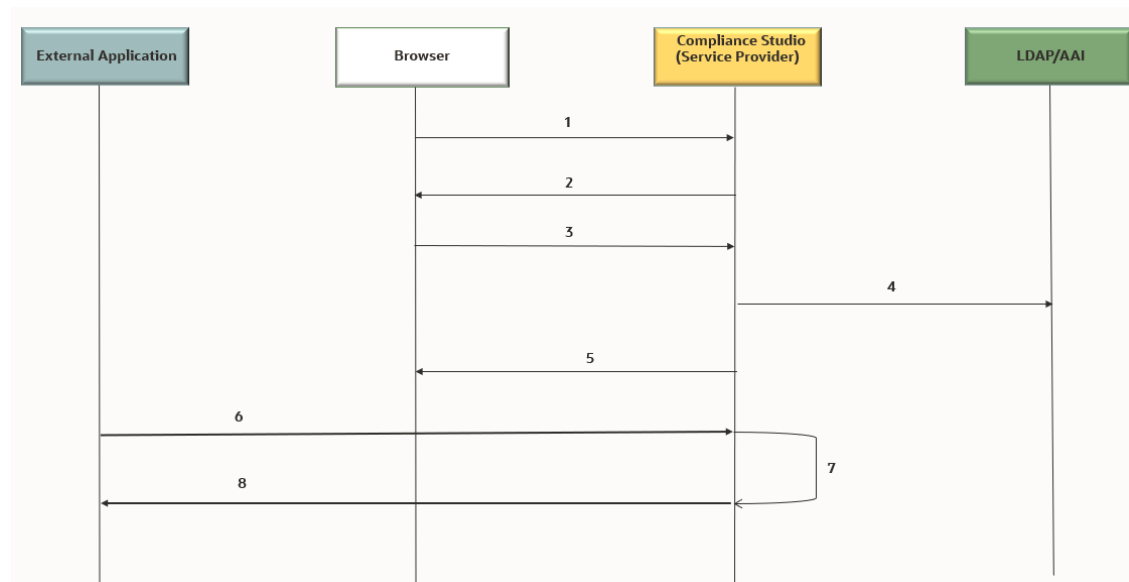 External Application
Browser
Compliance Studio
(Service Provider)
LDAP/AAI
1
2
3
4
5
6
7
8